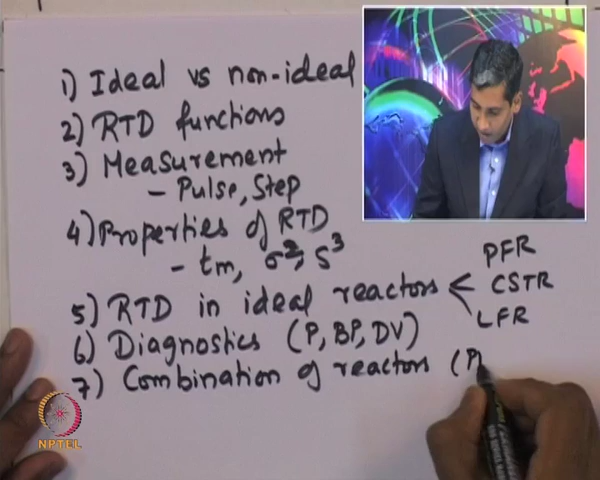 1) Ideal vs non-ideal
2) RTD functions
3) Measurement
- Pulse, Step
4) Properties of RTD
- tm, σ², s³
5) RTD in ideal reactors < PFR
CSTR
LFR
6) Diagnostics (P, BP, DV)
7) Combination of reactors (P
NPTEL